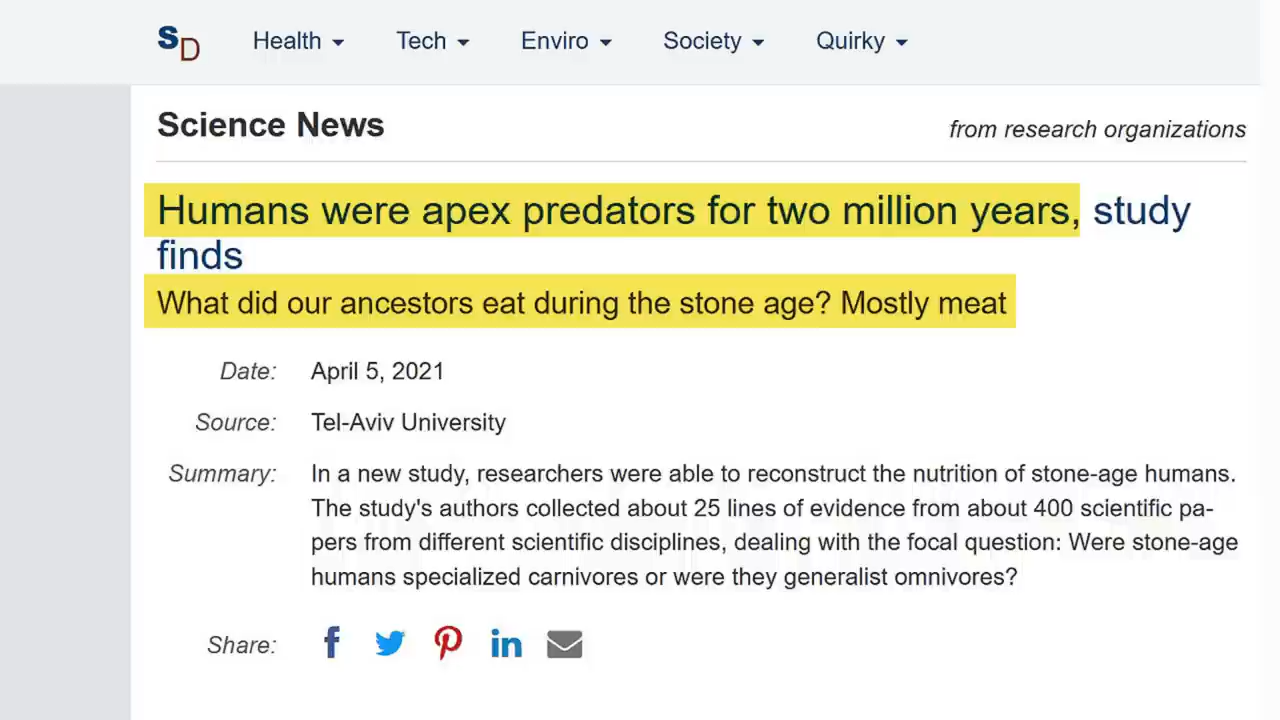 SD
Health Tech Enviro Society Quirky
Science News
from research organizations
Humans were apex predators for two million years, study
finds
What did our ancestors eat during the stone age? Mostly meat
Date: April 5, 2021
Source: Tel-Aviv University
Summary: In a new study, researchers were able to reconstruct the nutrition of stone-age humans.
The study's authors collected about 25 lines of evidence from about 400 scientific pa-
pers from different scientific disciplines, dealing with the focal question: Were stone-age
humans specialized carnivores or were they generalist omnivores?
Share: f in